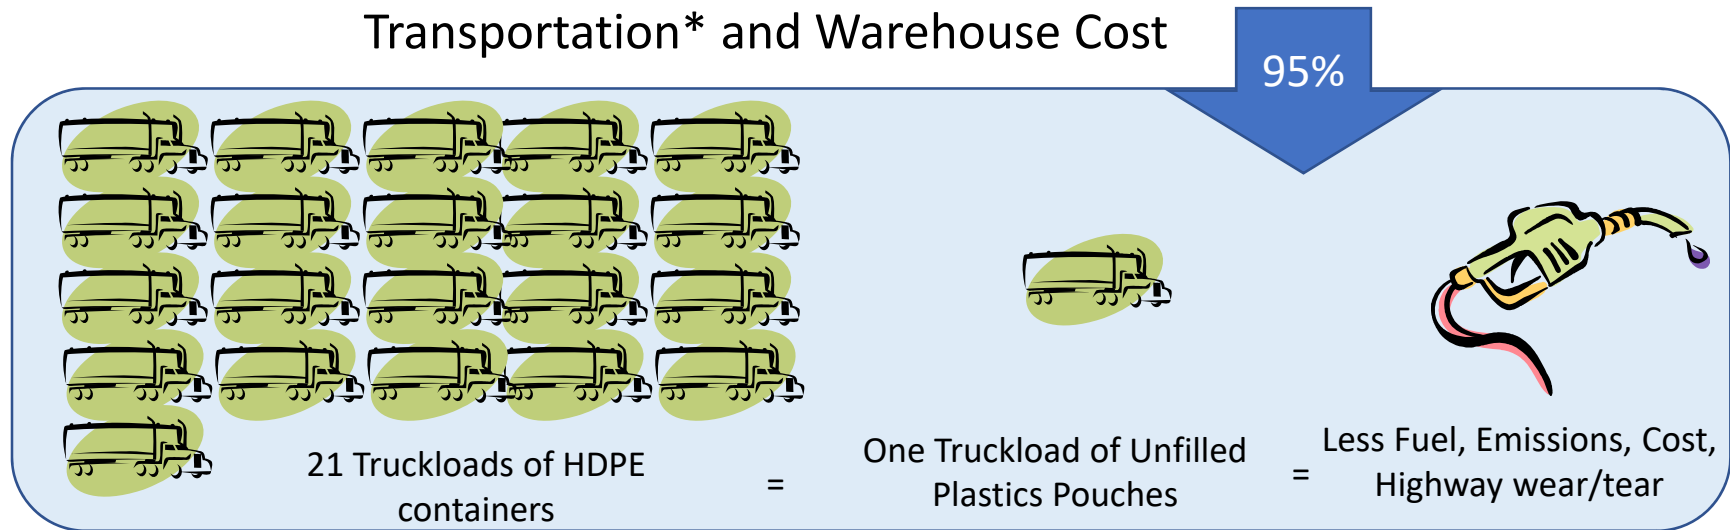 Transportation* and Warehouse Cost
95%
21 Truckloads of HDPE
containers
=
One Truckload of Unfilled
Plastics Pouches
=
Less Fuel, Emissions, Cost,
Highway wear/tear